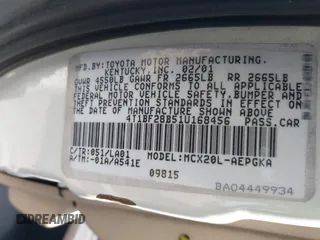 MFD.BY:TOYOTA MOTOR MANUFACTURING,
KENTUCKY,INC. 02/01
GVWR 4550LB GAWR FR 2665LB RR 2665LB
THIS VEHICLE CONFORMS TO ALL APPLICABLE
FEDERAL MOTOR VEHICLE SAFETY,BUMPER AND
THEFT PREVENTION STANDARDS IN EFFECT ON
THE DATE OF MANUFACTURE SHOWN ABOVE.
4T1BF28B51U168456 PASS.CAR
C/TR:051/LA01 MODEL:MCX20L-AEPGKA
A/TM:-01A/A541E
09815
BA04449934
CREDIAMBID